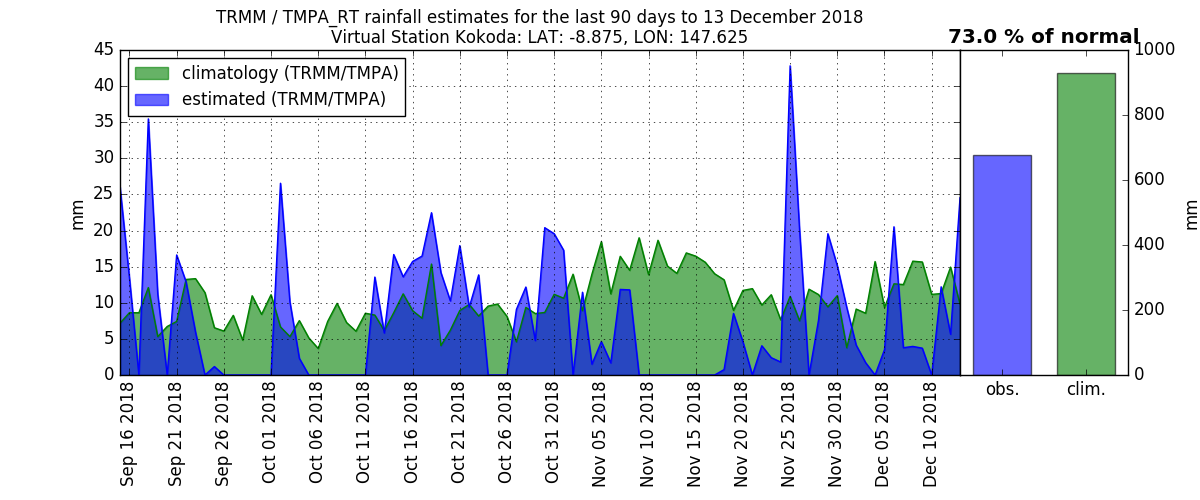 TRMM / TMPA_RT rainfall estimates for the last 90 days to 13 December 2018
Virtual Station Kokoda: LAT: -8.875, LON: 147.625
73.0 % of normal
climatology (TRMM/TMPA)
estimated (TRMM/TMPA)
mm
45
40
35
30
25
20
15
10
5
0
Sep 16 2018
Sep 21 2018
Sep 26 2018
Oct 01 2018
Oct 06 2018
Oct 11 2018
Oct 16 2018
Oct 21 2018
Oct 26 2018
Oct 31 2018
Nov 05 2018
Nov 10 2018
Nov 15 2018
Nov 20 2018
Nov 25 2018
Nov 30 2018
Dec 05 2018
Dec 10 2018
obs.
clim.
1000
800
600
400
200
0
mm